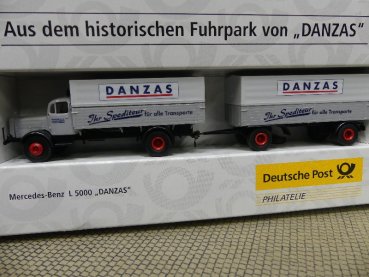 Aus dem historischen Fuhrpark von „DANZAS"
DANZAS
Ihr Spediteur für alle Transporte
DANZAS
Ihr Spediteur für alle Transporte
Mercedes-Benz L 5000 „DANZAS"
Deutsche Post
PHILATELIE